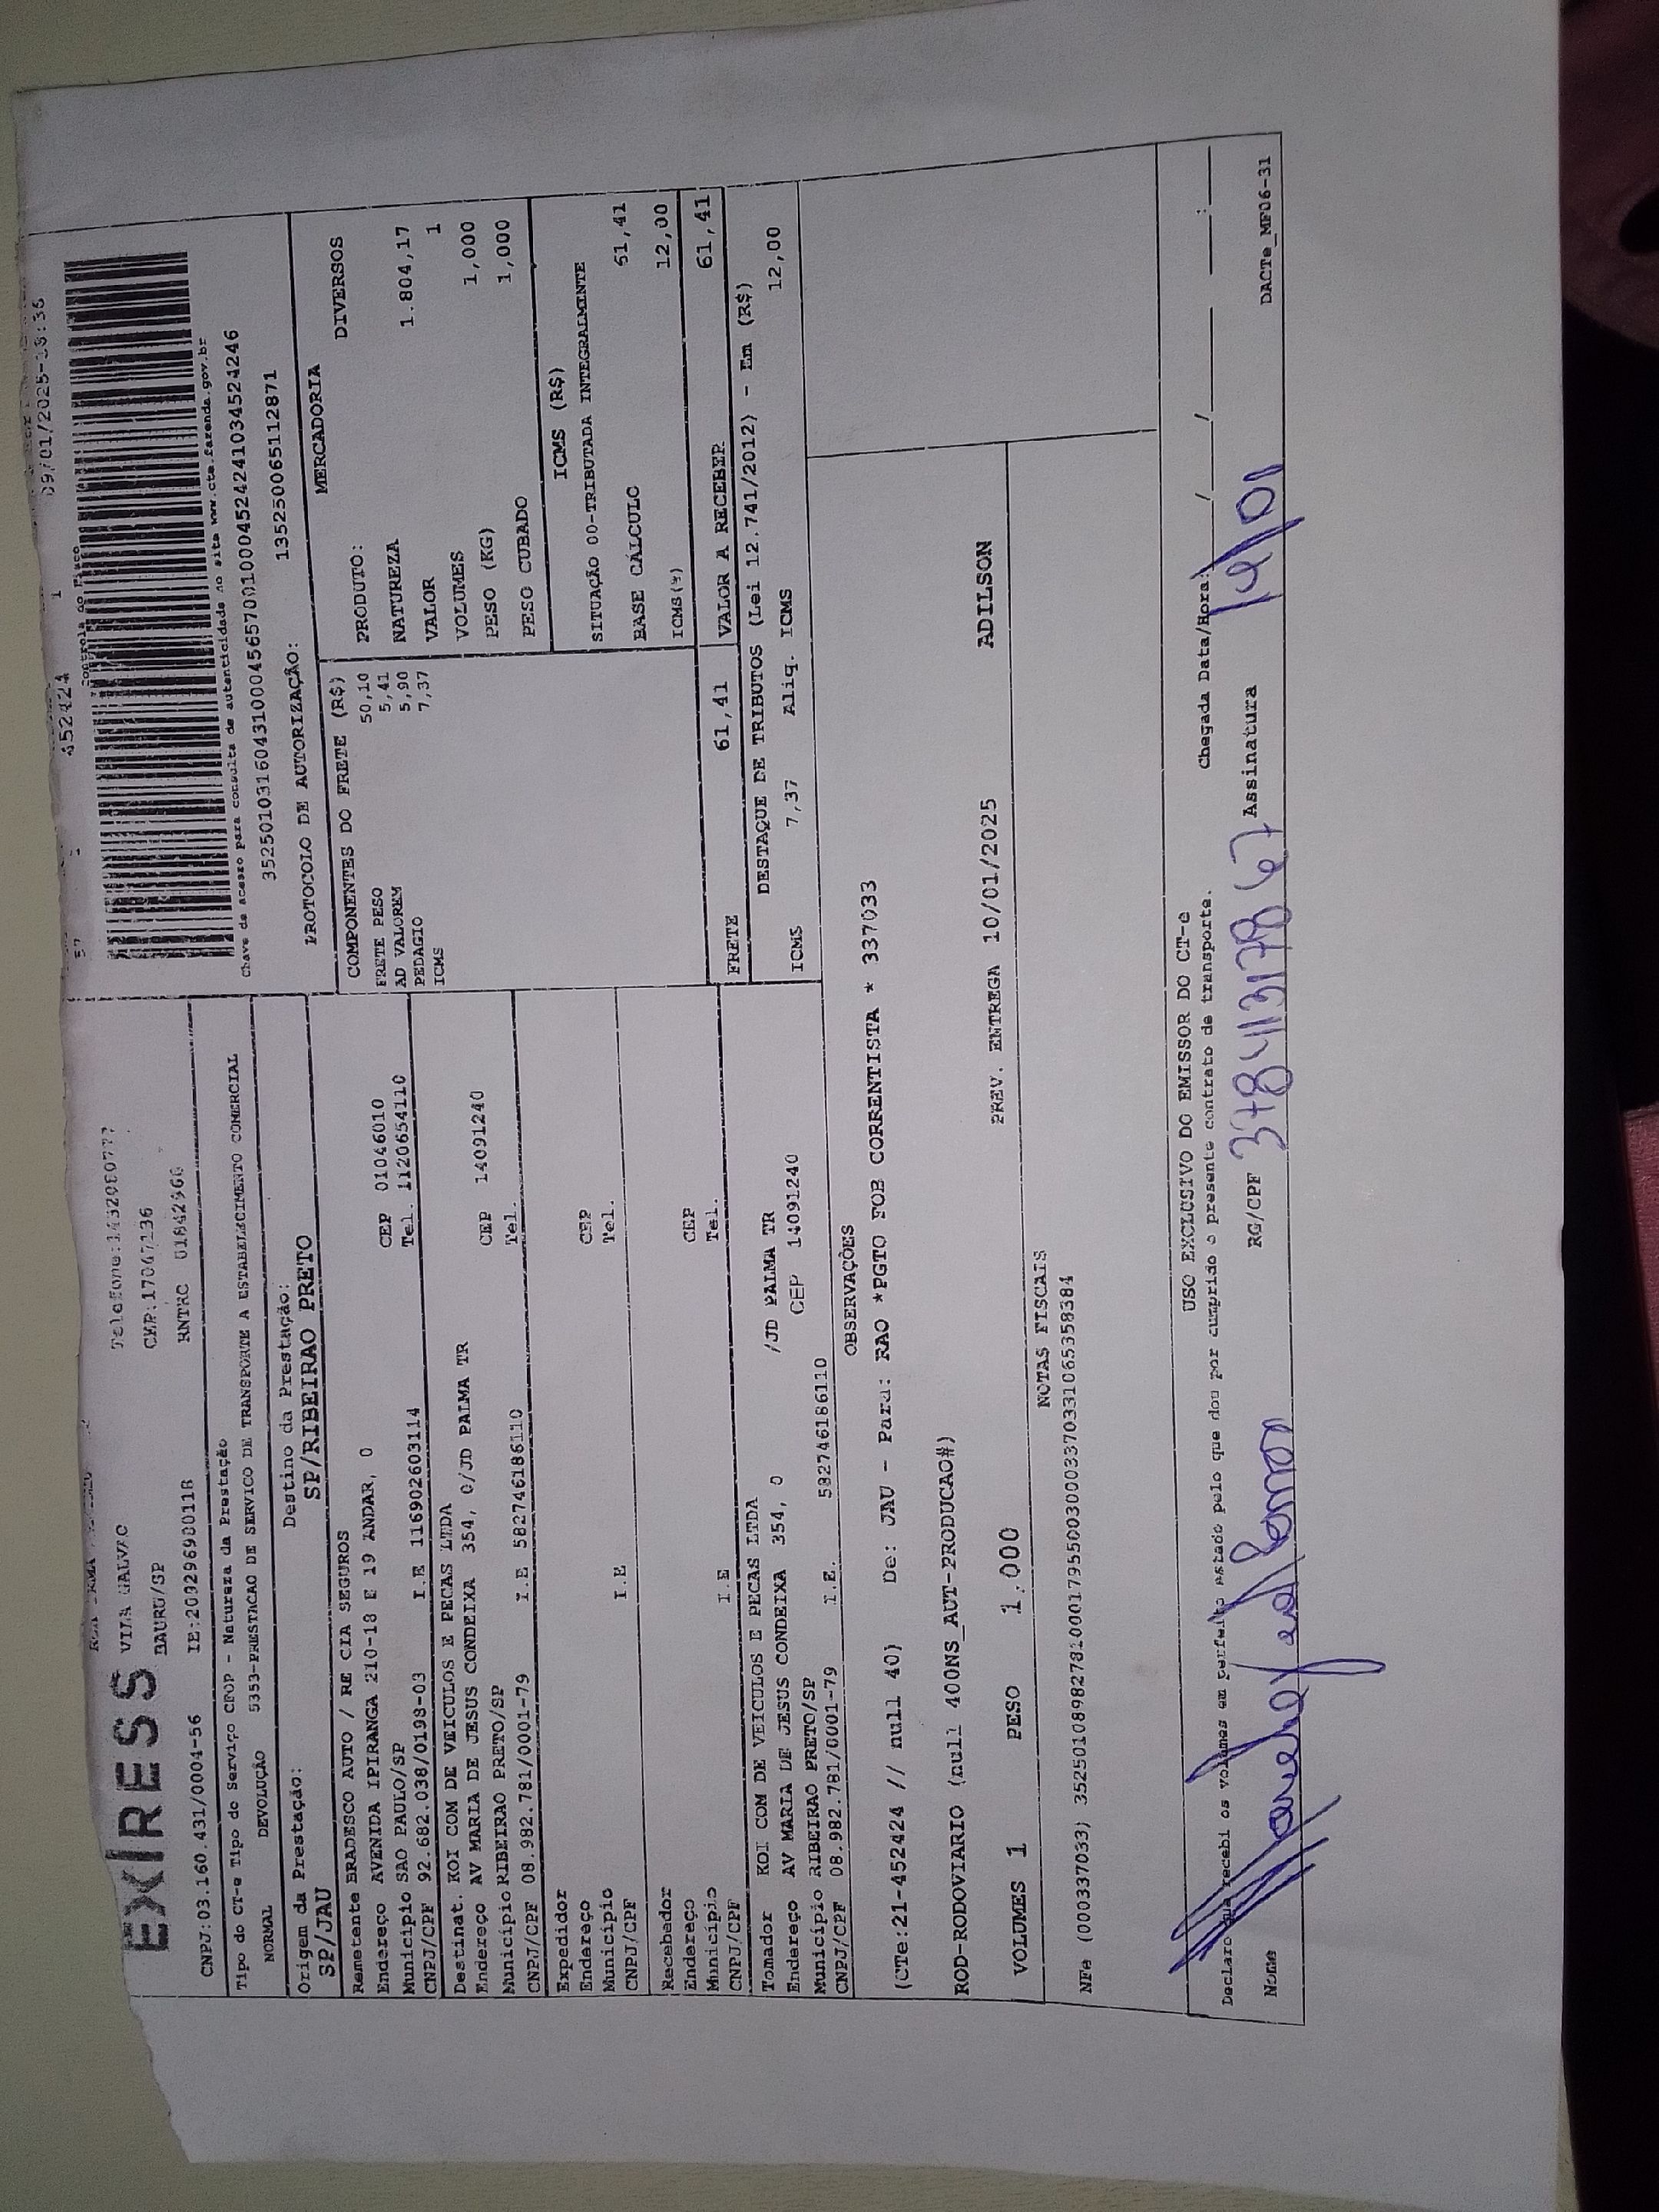 EX|RESS
VILA GALVAO
BAURU/SP
CEP:17047136
CNPJ:03.160.431/0004-56
RNTRC
Tipo do CT-e Tipo do Serviço CFOP - Natureza da Prestação
NORMAL DEVOLUÇÃO 5353-PRESTACAO DE SERVICO DE TRANSPORTE A ESTABELECIMENTO COMERCIAL
Origem da Prestação: Destino da Prestação:
SP/JAU SP/RIBEIRAO PRETO
Remetente BRADESCO AUTO / RE CIA SEGUROS
Endereço AVENIDA IPIRANGA 210-18 E 19 ANDAR, 0 CEP 01046010
Município SAO PAULO/SP Tel. 1120654110
CNPJ/CPF 92.682.038/0198-03 I.E 116902603114
Destinat. KOI COM DE VEICULOS E PECAS LTDA
Endereço AV MARIA DE JESUS CONDEIXA 354, 0/JD PALMA TR CEP 14091240
Município RIBEIRAO PRETO/SP Tel.
CNPJ/CPF 08.982.781/0001-79 I.E 582746186110
Expedidor
Endereço CEP
Município Tel.
CNPJ/CPF I.E
Recebedor
Endereço CEP
Município Tel.
CNPJ/CPF I.E
Tomador KOI COM DE VEICULOS E PECAS LTDA
Endereço AV MARIA DE JESUS CONDEIXA 354, 0 /JD PALMA TR
Município RIBEIRAO PRETO/SP CEP 14091240
CNPJ/CPF 08.982.781/0001-79 I.E. 582746186110
57 452424 1 09/01/2025-
Controle do Fisco
Chave de acesso para consulta de autenticidade no site www.cte.fazenda.gov.br
35250103160431000456570010004524241034524246
PROTOCOLO DE AUTORIZAÇÃO: 135250065112871
COMPONENTES DO FRETE (R$)
FRETE PESO 50,10
AD VALOREM 5,41
PEDAGIO 5,90
ICMS 7,37
MERCADORIA
PRODUTO: DIVERSOS
NATUREZA
VALOR 1.804,17
VOLUMES 1
PESO (KG) 1,000
PESO CUBADO 1,000
ICMS (R$)
SITUAÇÃO 00-TRIBUTADA INTEGRALMENTE
BASE CÁLCULO 61,41
ICMS(%) 12,00
FRETE 61,41 VALOR A RECEBER 61,41
DESTAQUE DE TRIBUTOS (Lei 12.741/2012) - Em (R$)
ICMS 7,37 Aliq. ICMS 12,00
OBSERVAÇÕES
(CTe:21-452424 // null 40) De: JAU - Para: RAO *PGTO FOB CORRENTISTA * 337033
ROD-RODOVIARIO (null 400NS_AUT-PRODUCAO#)
PREV. ENTREGA 10/01/2025 ADILSON
VOLUMES 1 PESO 1.000
NOTAS FISCAIS
NFe (000337033) 35250108982781000179550030003370331065358384
USO EXCLUSIVO DO EMISSOR DO CT-e
Declaro que recebi os volumes em perfeito estado pelo que dou por cumprido o presente contrato de transporte. Chegada Data/Hora: / / :
Nome RG/CPF Assinatura 14/01
DACTe_MF06-31